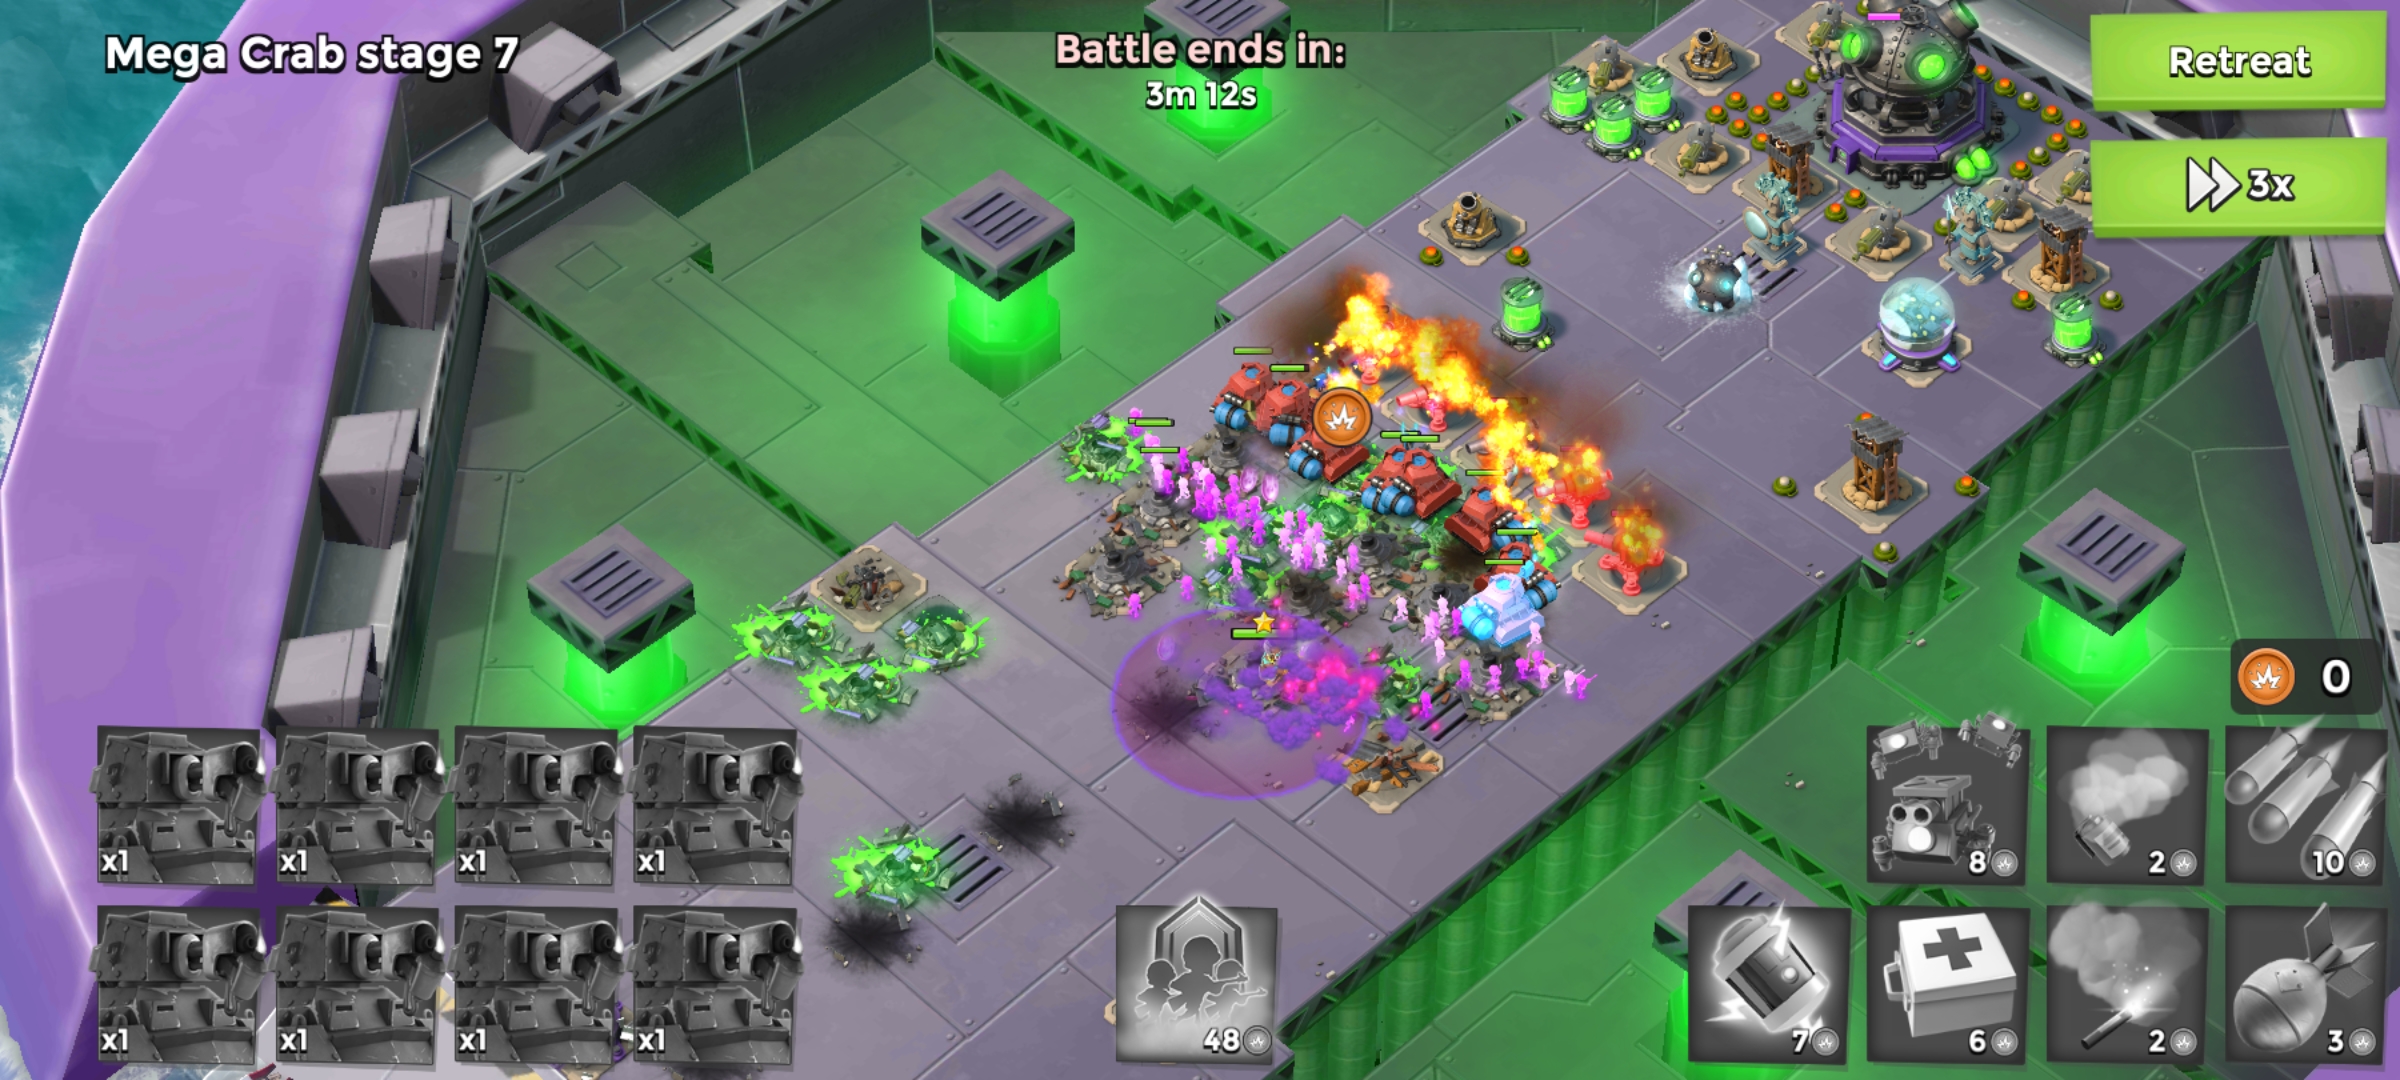 Mega Crab stage 7
Battle ends in:
3m 12s
Retreat
3x
0
8
2
10
x1
x1
x1
x1
x1
x1
x1
x1
48
7
6
2
3